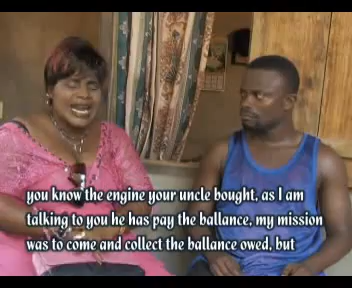 you know the engine your uncle bought, as I am
talking to you he has pay the ballance, my mission
was to come and collect the ballance owed, but